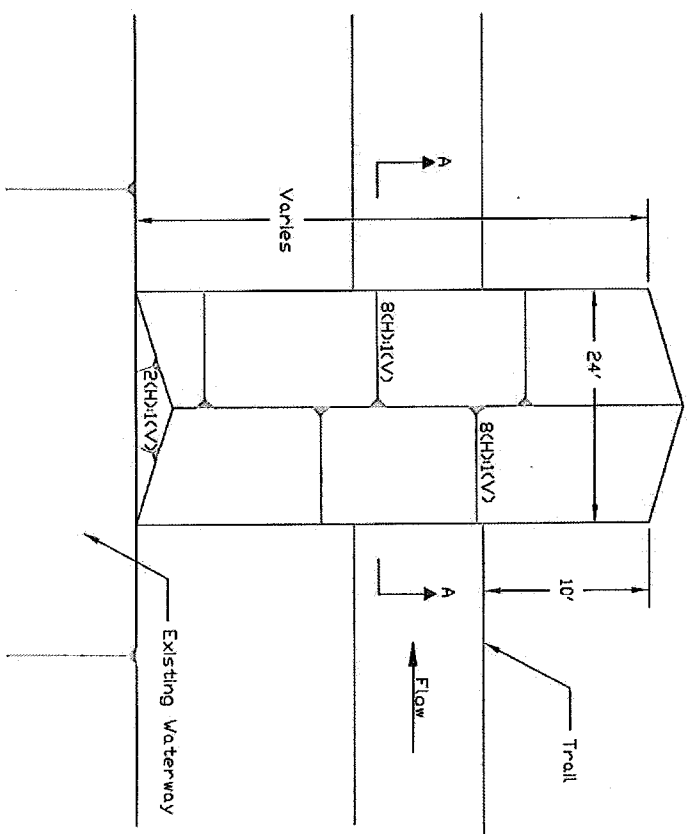 A
Varies
8(H):1(V)
24'
2(H):1(V)
8(H):1(V)
A
10'
Flow
Trail
Existing Waterway